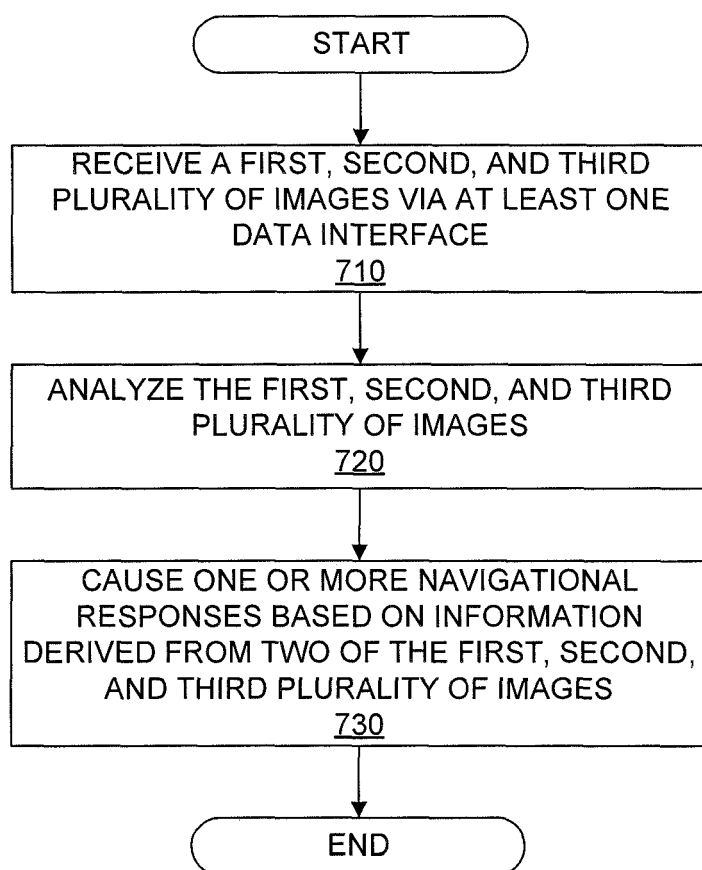 START
RECEIVE A FIRST, SECOND, AND THIRD
PLURALITY OF IMAGES VIA AT LEAST ONE
DATA INTERFACE
710
ANALYZE THE FIRST, SECOND, AND THIRD
PLURALITY OF IMAGES
720
CAUSE ONE OR MORE NAVIGATIONAL
RESPONSES BASED ON INFORMATION
DERIVED FROM TWO OF THE FIRST, SECOND,
AND THIRD PLURALITY OF IMAGES
730
END